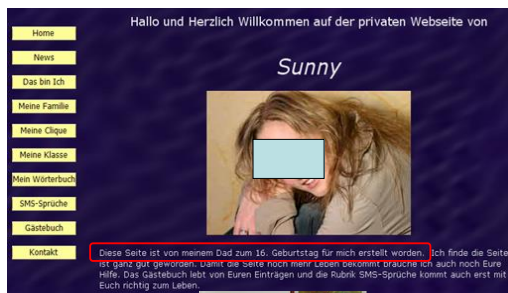 Hallo und Herzlich Willkommen auf der privaten Webseite von
Sunny
Home
News
Das bin Ich
Meine Familie
Meine Clique
Meine Klasse
Mein Wörterbuch
SMS-Sprüche
Gästebuch
Kontakt
Diese Seite ist von meinem Dad zum 16. Geburtstag für mich erstellt worden. Ich finde die Seite
ist ganz gut geworden. Damit die Seite noch mehr Leben bekommt brauche ich auch noch Eure
Hilfe. Das Gästebuch lebt von Euren Einträgen und die Rubrik SMS-Sprüche kommt auch erst mit
Euch richtig zum Leben.